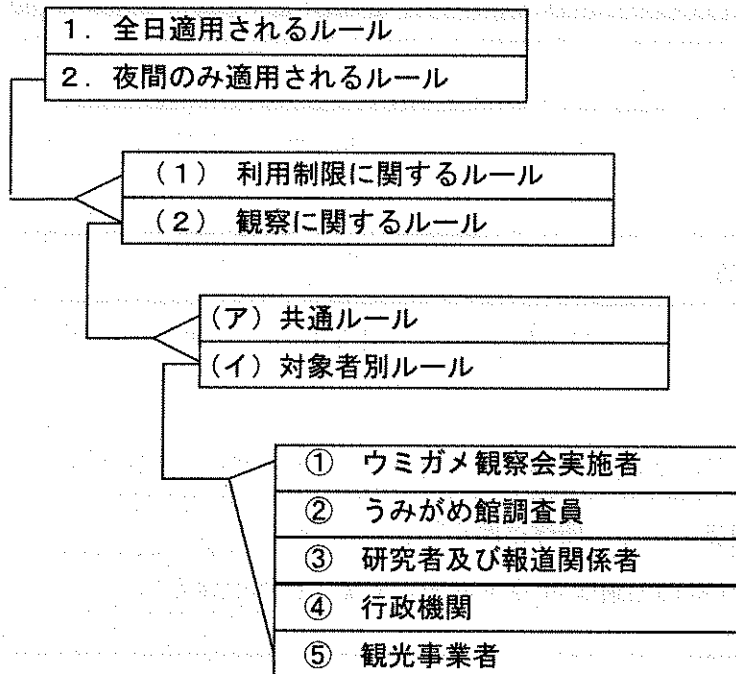 1．全日適用されるルール
2．夜間のみ適用されるルール
（1） 利用制限に関するルール
（2） 観察に関するルール
（ア）共通ルール
（イ）対象者別ルール
① ウミガメ観察会実施者
② うみがめ館調査員
③ 研究者及び報道関係者
④ 行政機関
⑤ 観光事業者